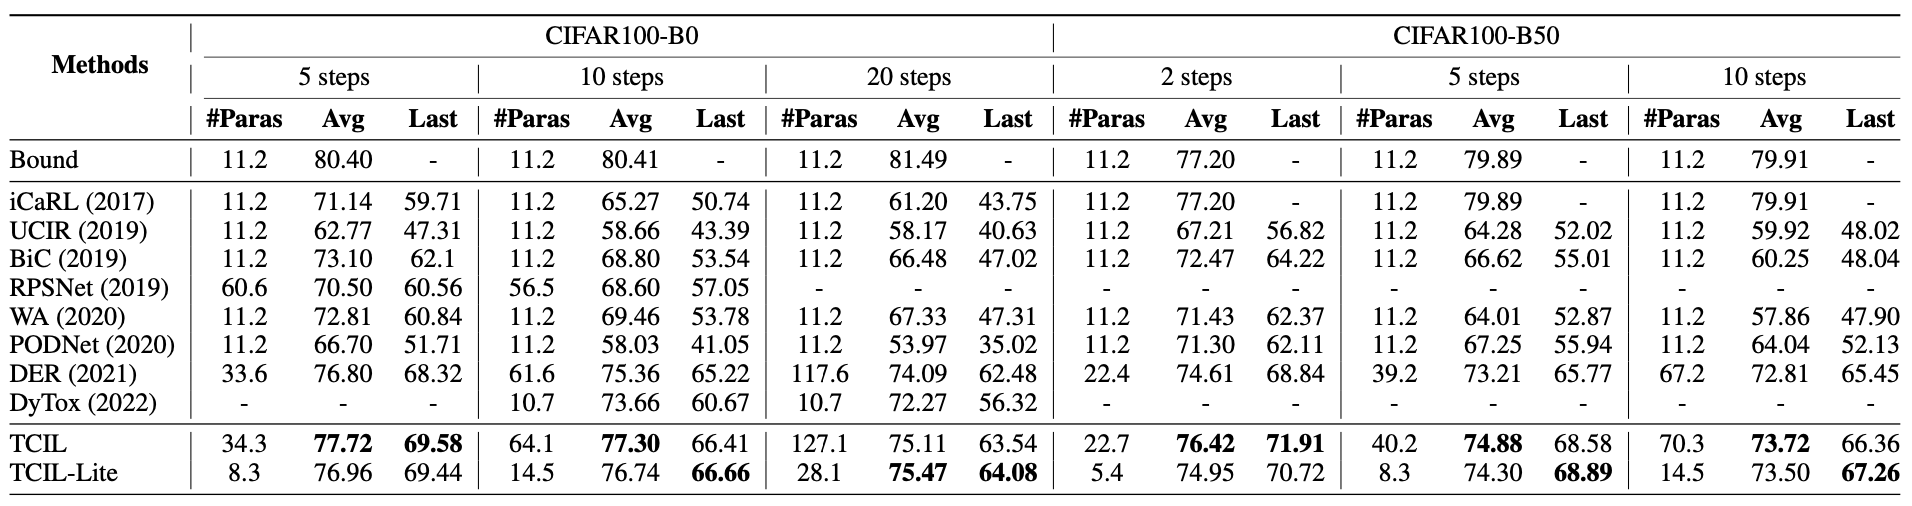 CIFAR100-B0 CIFAR100-B50
Methods
5 steps 10 steps 20 steps 2 steps 5 steps 10 steps
#Paras Avg Last #Paras Avg Last #Paras Avg Last #Paras Avg Last #Paras Avg Last #Paras Avg Last
Bound 11.2 80.40 - 11.2 80.41 - 11.2 81.49 - 11.2 77.20 - 11.2 79.89 - 11.2 79.91 -
iCaRL (2017) 11.2 71.14 59.71 11.2 65.27 50.74 11.2 61.20 43.75 11.2 77.20 - 11.2 79.89 - 11.2 79.91 -
UCIR (2019) 11.2 62.77 47.31 11.2 58.66 43.39 11.2 58.17 40.63 11.2 67.21 56.82 11.2 64.28 52.02 11.2 59.92 48.02
BiC (2019) 11.2 73.10 62.1 11.2 68.80 53.54 11.2 66.48 47.02 11.2 72.47 64.22 11.2 66.62 55.01 11.2 60.25 48.04
RPSNet (2019) 60.6 70.50 60.56 56.5 68.60 57.05 - - - - - - - - - - - -
WA (2020) 11.2 72.81 60.84 11.2 69.46 53.78 11.2 67.33 47.31 11.2 71.43 62.37 11.2 64.01 52.87 11.2 57.86 47.90
PODNet (2020) 11.2 66.70 51.71 11.2 58.03 41.05 11.2 53.97 35.02 11.2 71.30 62.11 11.2 67.25 55.94 11.2 64.04 52.13
DER (2021) 33.6 76.80 68.32 61.6 75.36 65.22 117.6 74.09 62.48 22.4 74.61 68.84 39.2 73.21 65.77 67.2 72.81 65.45
DyTox (2022) - - - 10.7 73.66 60.67 10.7 72.27 56.32 - - - - - - - - -
TCIL 34.3 77.72 69.58 64.1 77.30 66.41 127.1 75.11 63.54 22.7 76.42 71.91 40.2 74.88 68.58 70.3 73.72 66.36
TCIL-Lite 8.3 76.96 69.44 14.5 76.74 66.66 28.1 75.47 64.08 5.4 74.95 70.72 8.3 74.30 68.89 14.5 73.50 67.26